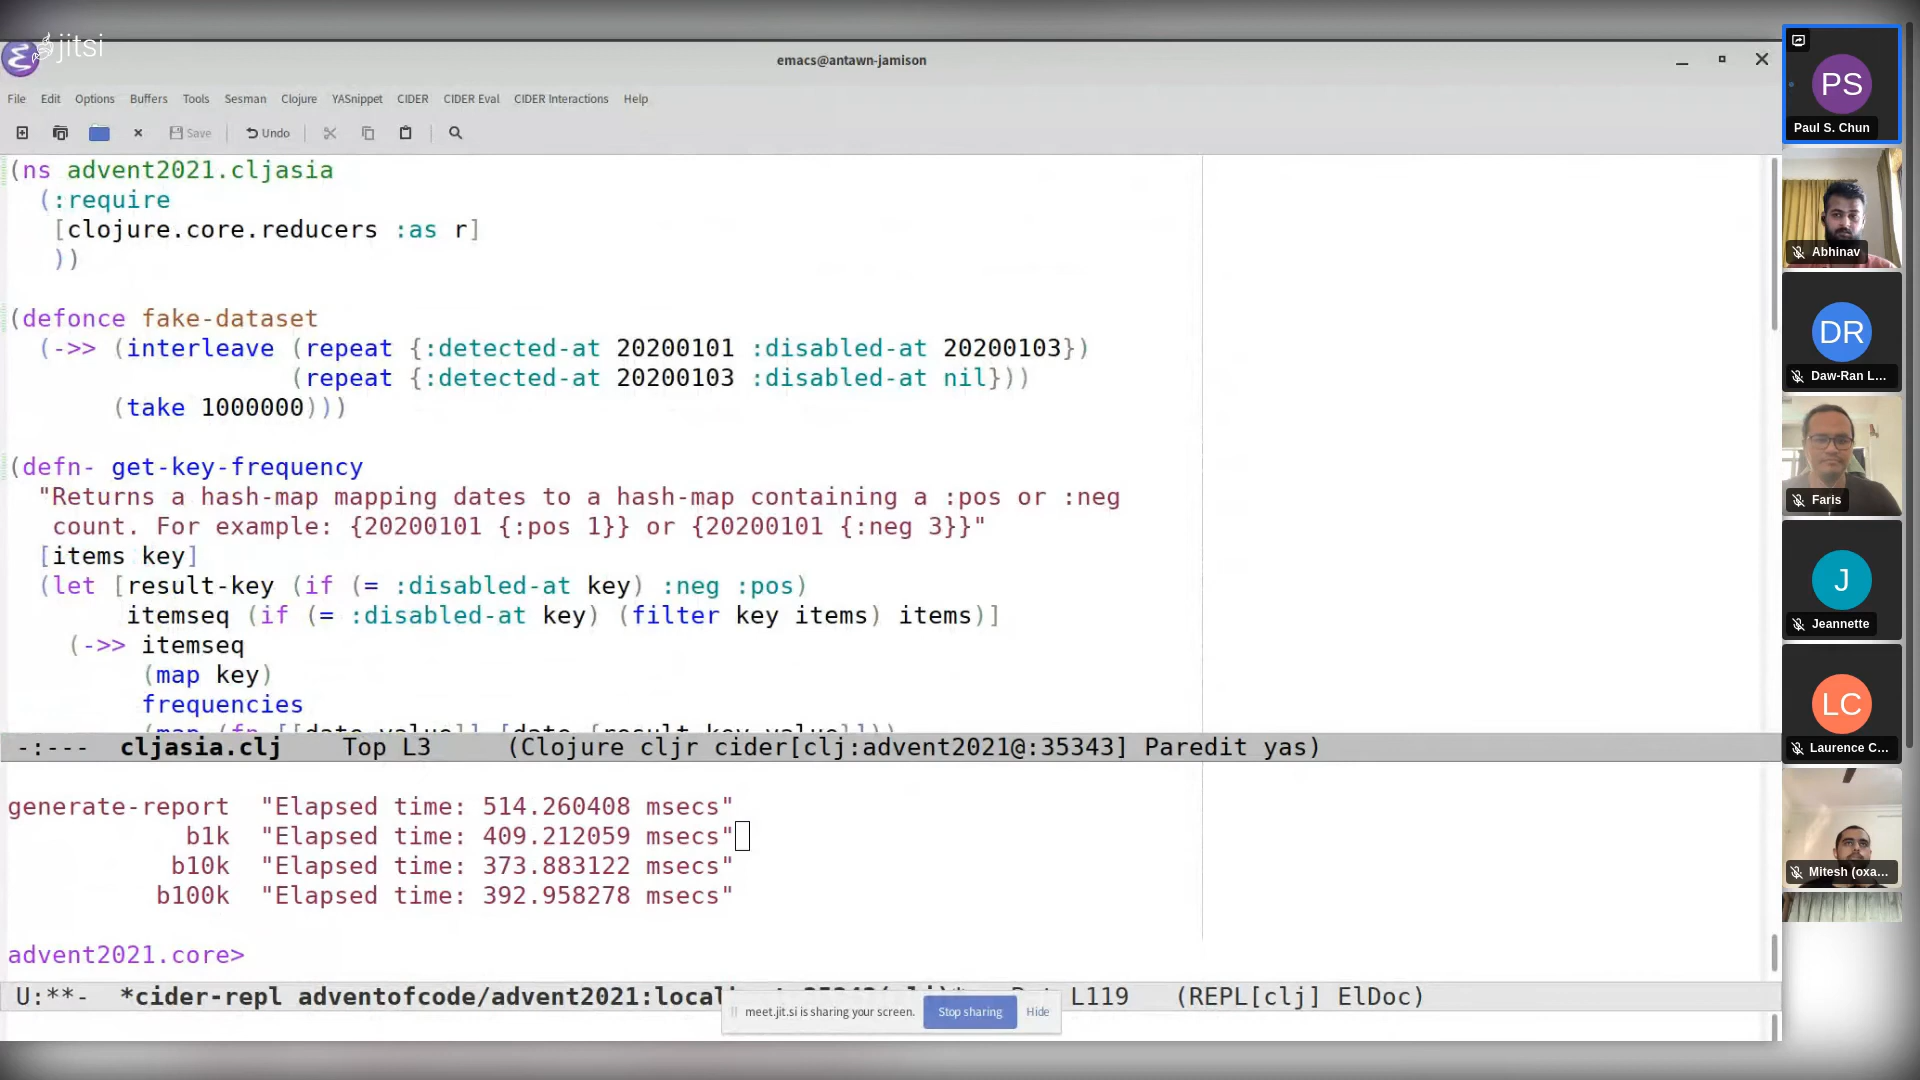 jitsi
emacs@antawn-jamison
File Edit Options Buffers Tools Sesman Clojure YASnippet CIDER CIDER Eval CIDER Interactions Help
Save Undo
(ns advent2021.cljasia
(:require
[clojure.core.reducers :as r]
))
(defonce fake-dataset
(->> (interleave (repeat {:detected-at 20200101 :disabled-at 20200103})
(repeat {:detected-at 20200103 :disabled-at nil}))
(take 1000000)))
(defn- get-key-frequency
"Returns a hash-map mapping dates to a hash-map containing a :pos or :neg
count. For example: {20200101 {:pos 1}} or {20200101 {:neg 3}}"
[items key]
(let [result-key (if (= :disabled-at key) :neg :pos)
itemseq (if (= :disabled-at key) (filter key items) items)]
(->> itemseq
(map key)
frequencies
(map (fn [[date value]] [date {result-key value}]))
-:--- cljasia.clj Top L3 (Clojure cljr cider[clj:advent2021@:35343] Paredit yas)
generate-report "Elapsed time: 514.260408 msecs"
b1k "Elapsed time: 409.212059 msecs"
b10k "Elapsed time: 373.883122 msecs"
b100k "Elapsed time: 392.958278 msecs"
advent2021.core>
U:**- *cider-repl adventofcode/advent2021:local L119 (REPL[clj] ElDoc)
meet.jit.si is sharing your screen. Stop sharing Hide
PS
Paul S. Chun
Abhinav
DR
Daw-Ran L...
Faris
J
Jeannette
LC
Laurence C...
Mitesh (oxa...